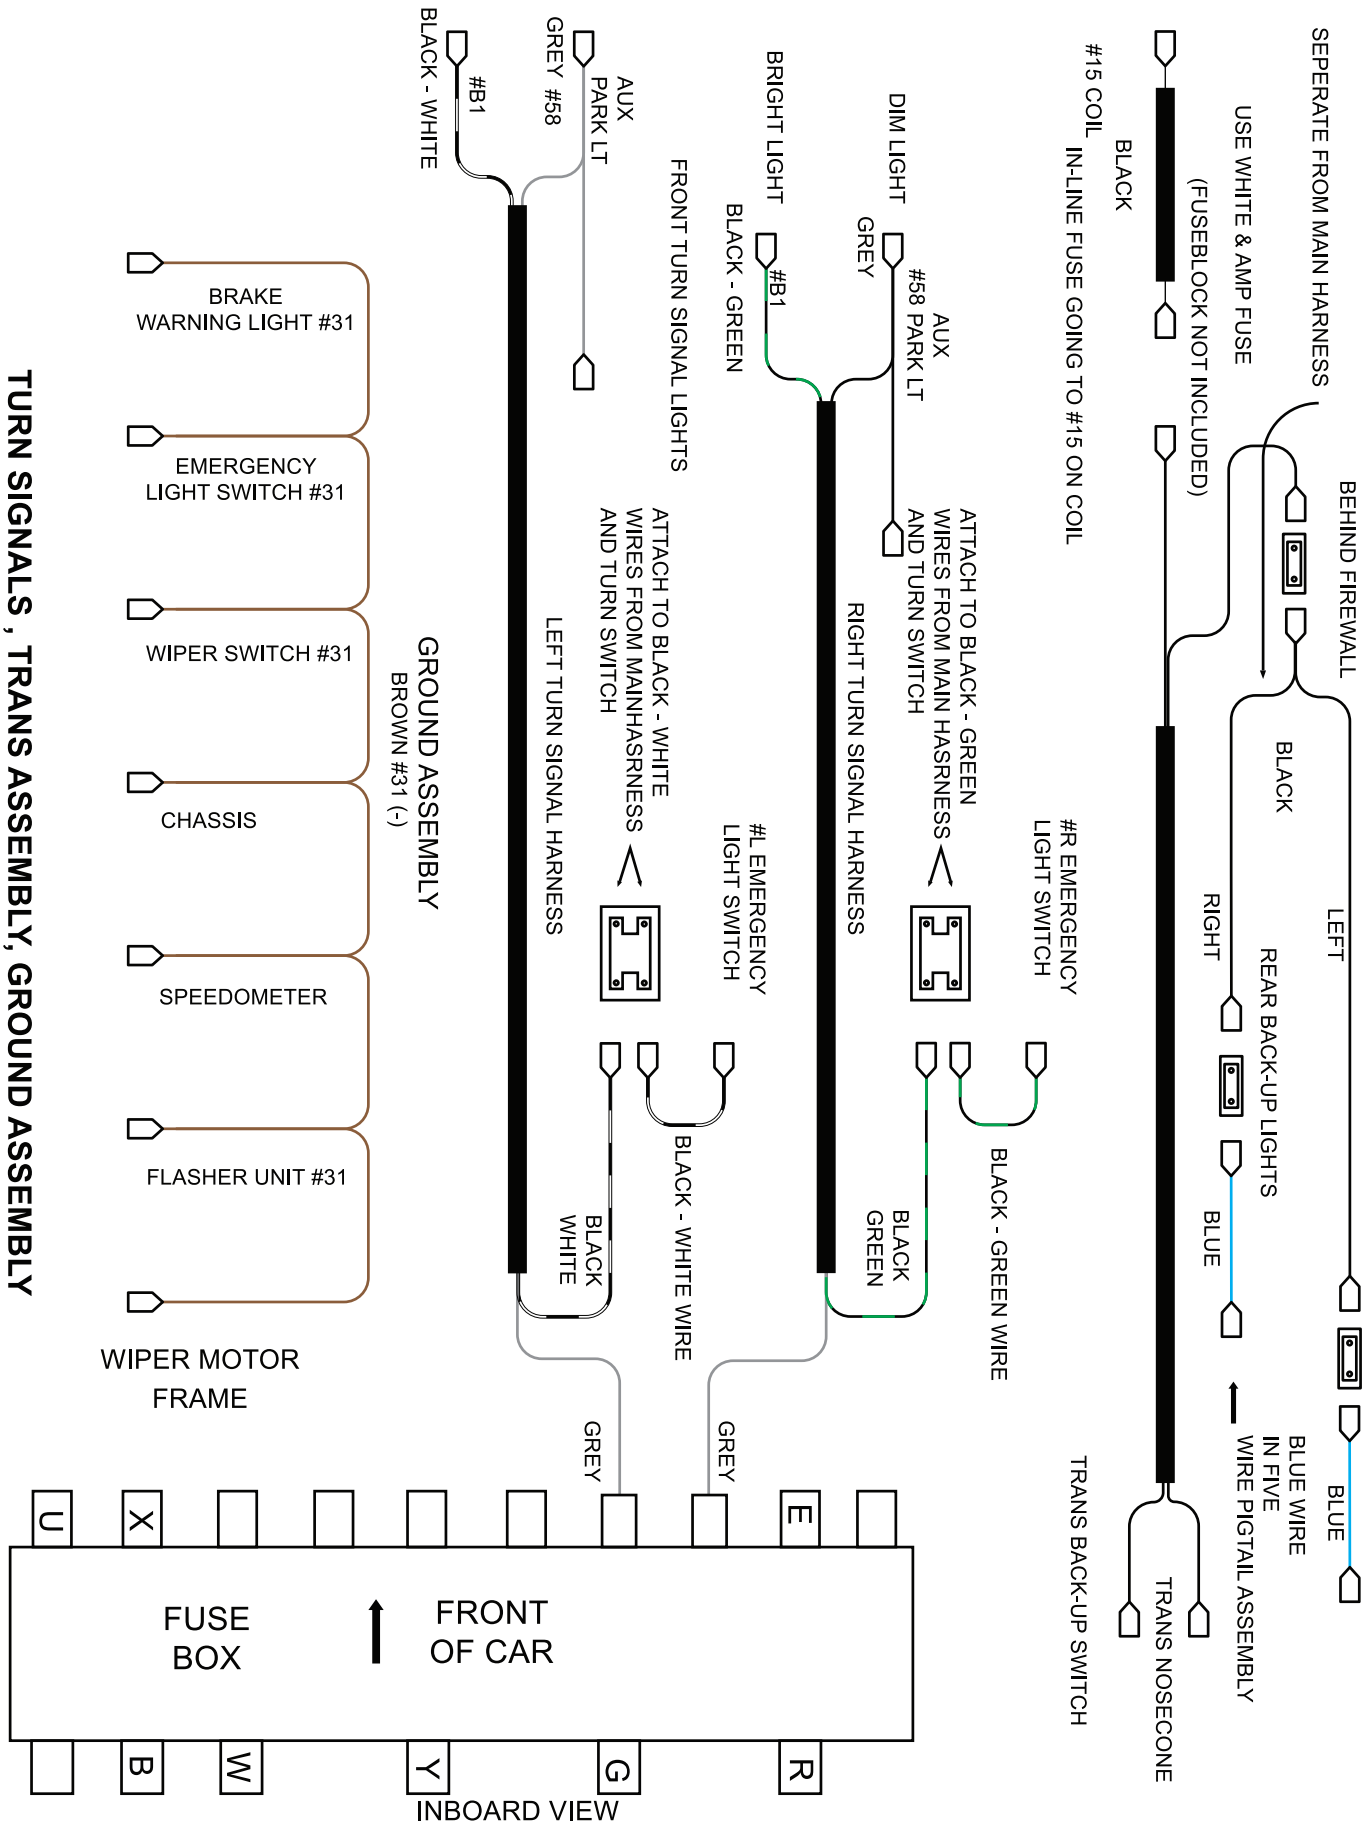 SEPERATE FROM MAIN HARNESS
BEHIND FIREWALL
USE WHITE & AMP FUSE
(FUSEBLOCK NOT INCLUDED)
BLACK
#15 COIL
IN-LINE FUSE GOING TO #15 ON COIL
BLACK
LEFT
RIGHT
REAR BACK-UP LIGHTS
BLUE
BLUE
BLUE WIRE
IN FIVE
WIRE PIGTAIL ASSEMBLY
TRANS NOSECONE
TRANS BACK-UP SWITCH
DIM LIGHT
GREY
AUX
#58 PARK LT
BRIGHT LIGHT
#B1
BLACK - GREEN
ATTACH TO BLACK - GREEN
WIRES FROM MAIN HASRNESS
AND TURN SWITCH
#R EMERGENCY
LIGHT SWITCH
RIGHT TURN SIGNAL HARNESS
BLACK
GREEN
BLACK - GREEN WIRE
FRONT TURN SIGNAL LIGHTS
AUX
PARK LT
GREY #58
#B1
BLACK - WHITE
ATTACH TO BLACK - WHITE
WIRES FROM MAINHASRNESS
AND TURN SWITCH
#L EMERGENCY
LIGHT SWITCH
LEFT TURN SIGNAL HARNESS
BLACK
WHITE
BLACK - WHITE WIRE
GREY
GREY
GROUND ASSEMBLY
BROWN #31 (-)
BRAKE
WARNING LIGHT #31
EMERGENCY
LIGHT SWITCH #31
WIPER SWITCH #31
CHASSIS
SPEEDOMETER
FLASHER UNIT #31
WIPER MOTOR
FRAME
U
X
E
FUSE
BOX
FRONT
OF CAR
B
W
Y
G
R
INBOARD VIEW
TURN SIGNALS , TRANS ASSEMBLY, GROUND ASSEMBLY